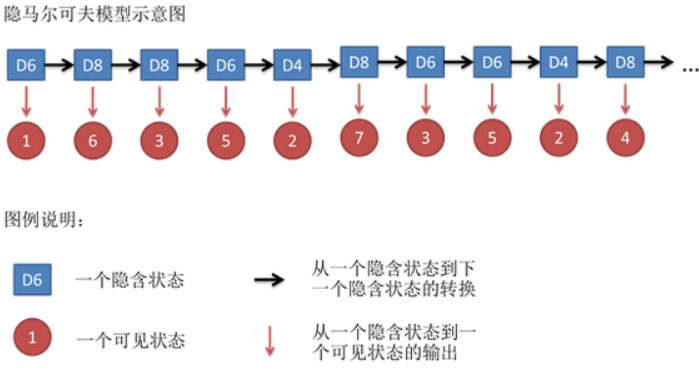 隐马尔可夫模型示意图
D6 D8 D8 D6 D4 D8 D6 D6 D4 D8 ...
1 6 3 5 2 7 3 5 2 4
图例说明：
D6 一个隐含状态
从一个隐含状态到下
一个隐含状态的转换
1 一个可见状态
从一个隐含状态到一
个可见状态的输出